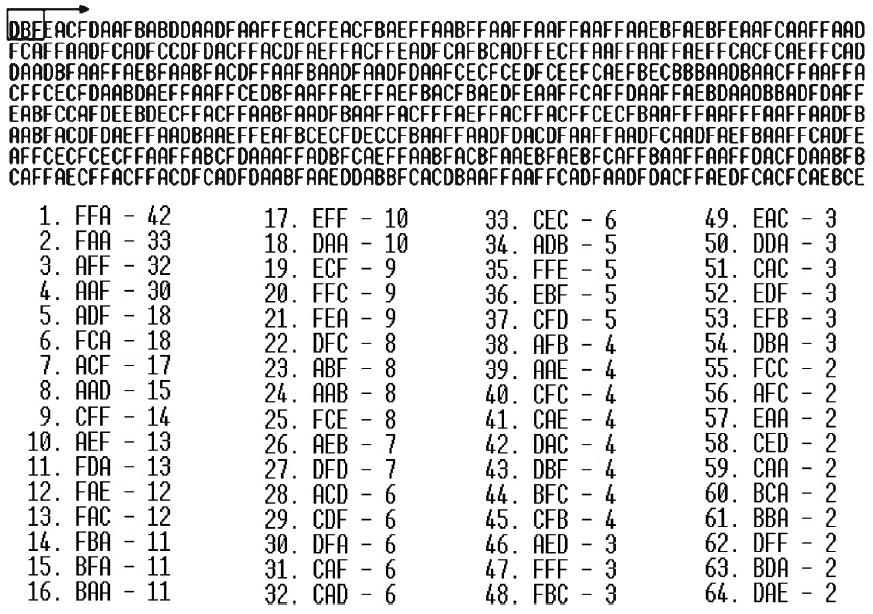 DBFEACFDAAFBABDDAADFAAFFEACFEACFBAEFFAABFFAAFFAAFFAAFFAAFFAAEBFAEBFEAACAAFFAAD
FCAFFAADFCADFCCDFDACFFACDFAEFFACFFEADFCAFBCADFFECFFAAFFAAFFAEFFACFCAEFFCAD
DAADBFAAFFAEBFAABFACDFFAAFBAADFAADFDAAFCECFCEDFCEEFCAEFBECBBBAADBAACFFAAFFA
CFFCECFDAABDAEFFAAFFCEDBFAAFFAEFFAEFBACFBAEDFEAAFFCAFFDAAFFAEBDAADBBADFDAFF
EABFCCAFDEEBDECFFACFFAABFAADFBAAFFACFFFAEFFACFFACFFCECFBAAFFFAAFFFAAFFAADFB
AABFACDFDAEFFAADBAAEFFEAFBCECFDECCFBAAFFAADFDACDFAAFFAADFCAADFAEFBAAFFCADFE
AFFCECFCECFFAAFFABCFDAAAFFADBFCAEFFAABFACBFAAEBFAEBFCAFFBAAFFAAFFDACFDAABFB
CAFFAECFFACFFACDFCADFDAABFAAEDDABBFCACDBAAFFAAFFCADFAADFDACFFAEDFCACFCAEBCE
1. FFA - 42
2. FAA - 33
3. AFF - 32
4. AAF - 30
5. ADF - 18
6. FCA - 18
7. ACF - 17
8. AAD - 15
9. CFF - 14
10. AEF - 13
11. FDA - 13
12. FAE - 12
13. FAC - 12
14. FBA - 11
15. BFA - 11
16. BAA - 11
17. EFF - 10
18. DAA - 10
19. ECF - 9
20. FFC - 9
21. FEA - 9
22. DFC - 8
23. ABF - 8
24. AAB - 8
25. FCE - 8
26. AEB - 7
27. DFD - 7
28. ACD - 6
29. CDF - 6
30. DFA - 6
31. CAF - 6
32. CAD - 6
33. CEC - 6
34. ADB - 5
35. FFE - 5
36. EBF - 5
37. CFD - 5
38. AFB - 4
39. AAE - 4
40. CFC - 4
41. CAE - 4
42. DAC - 4
43. DBF - 4
44. BFC - 4
45. CFB - 4
46. AED - 3
47. FFF - 3
48. FBC - 3
49. EAC - 3
50. DDA - 3
51. CAC - 3
52. EDF - 3
53. EFB - 3
54. DBA - 3
55. FCC - 2
56. AFC - 2
57. EAA - 2
58. CED - 2
59. CAA - 2
60. BCA - 2
61. BBA - 2
62. DFF - 2
63. BDA - 2
64. DAE - 2